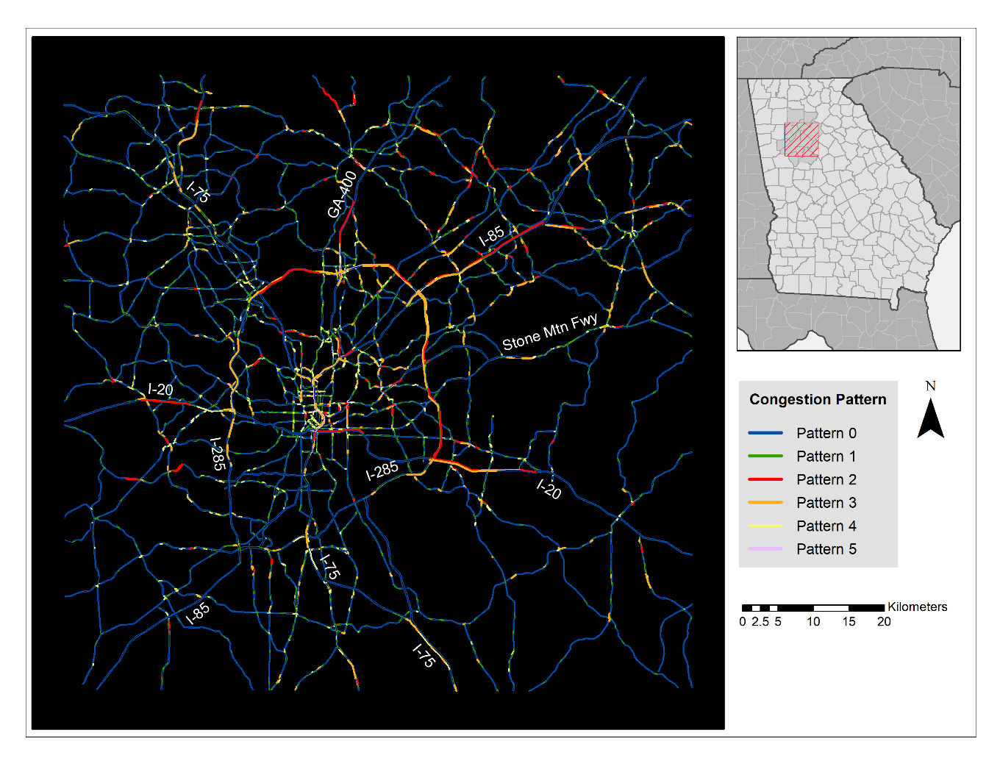 I-75
GA-400
I-85
Stone Mtn Fwy
I-20
I-285
I-285
I-20
I-75
I-85
I-75
Congestion Pattern
Pattern 0
Pattern 1
Pattern 2
Pattern 3
Pattern 4
Pattern 5
N
Kilometers
0 2.5 5 10 15 20